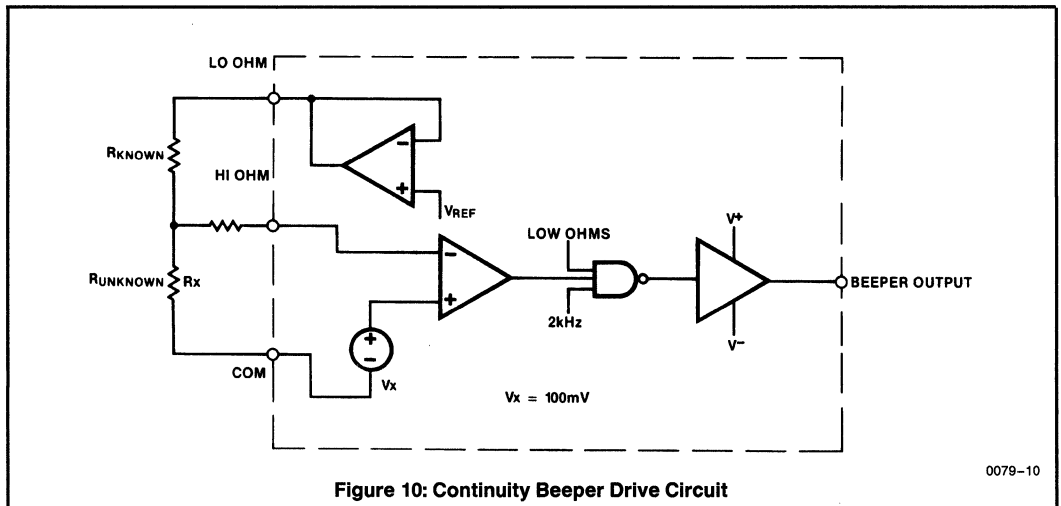 LO OHM
RKNOWN
HI OHM
−
+
VREF
V+
LOW OHMS
−
RUNKNOWN Rx
BEEPER OUTPUT
+
2kHz
+
−
V−
COM
Vx
Vx = 100mV
0079-10
Figure 10: Continuity Beeper Drive Circuit